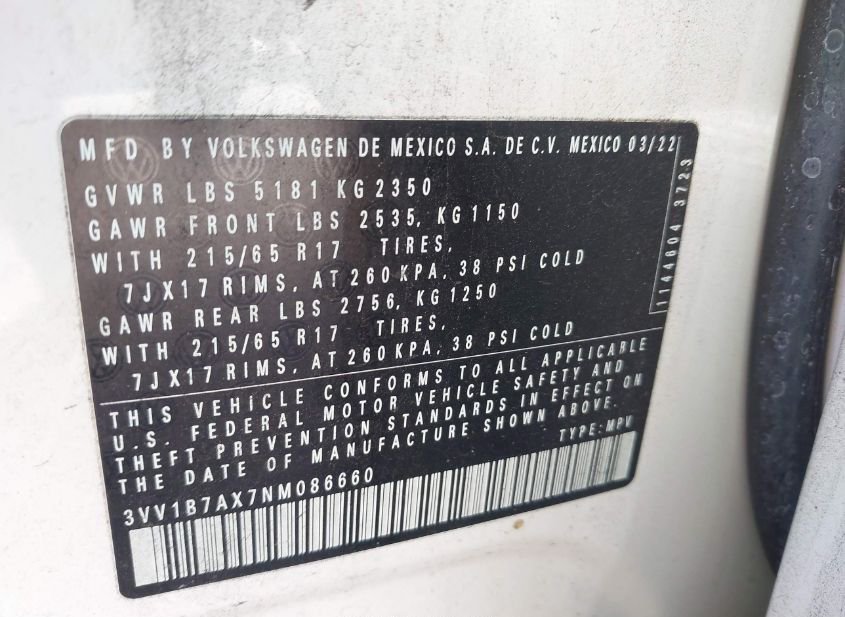 MFD BY VOLKSWAGEN DE MEXICO S.A. DE C.V. MEXICO 03/22
GVWR LBS 5181 KG 2350
GAWR FRONT LBS 2535, KG 1150
WITH 215/65 R17 TIRES,
7JX17 RIMS, AT 260 KPA, 38 PSI COLD
GAWR REAR LBS 2756, KG 1250
WITH 215/65 R17 TIRES,
7JX17 RIMS, AT 260 KPA, 38 PSI COLD
1144604 3723
THIS VEHICLE CONFORMS TO ALL APPLICABLE
U.S. FEDERAL MOTOR VEHICLE SAFETY AND
THEFT PREVENTION STANDARDS IN EFFECT ON
THE DATE OF MANUFACTURE SHOWN ABOVE.
TYPE: MPV
3VV1B7AX7NM086660